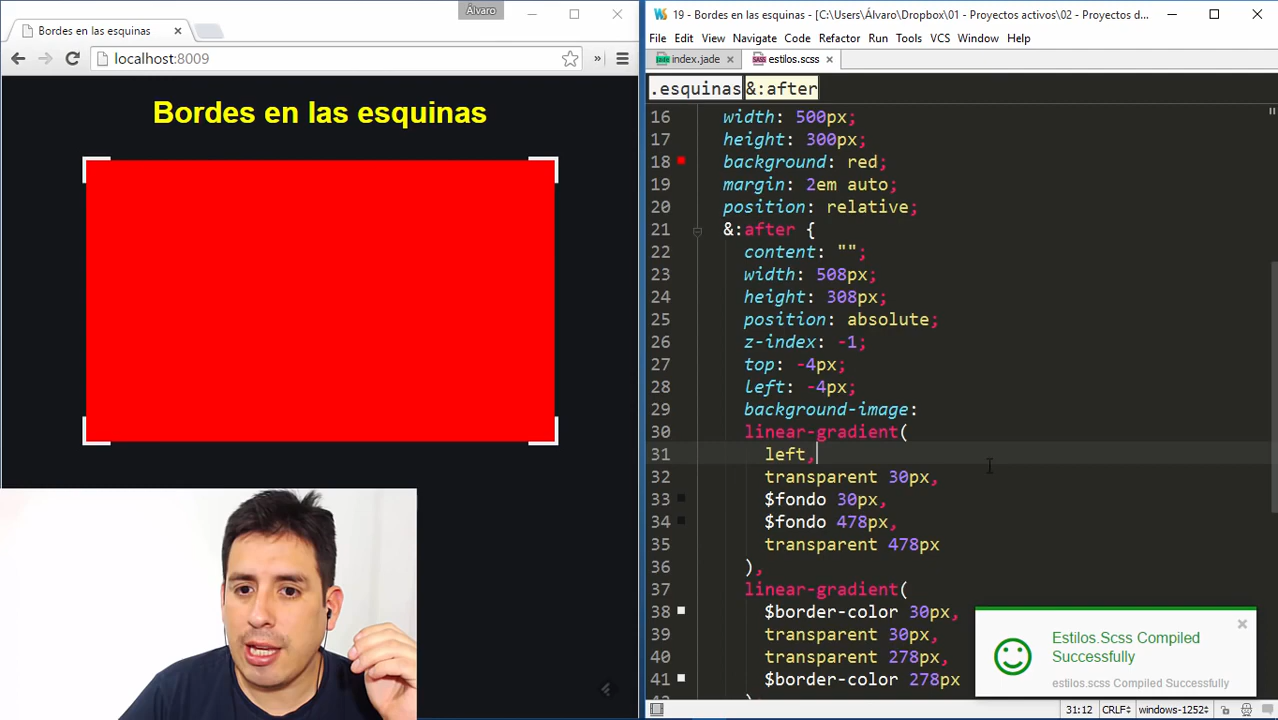 Álvaro
Bordes en las esquinas
localhost:8009
»
Bordes en las esquinas
19 - Bordes en las esquinas - [C:\Users\Álvaro\Dropbox\01 - Proyectos activos\02 - Proyectos d...
File Edit View Navigate Code Refactor Run Tools VCS Window Help
index.jade
estilos.scss
.esquinas &:after
16 width: 500px;
17 height: 300px;
18 background: red;
19 margin: 2em auto;
20 position: relative;
21 &:after {
22 content: "";
23 width: 508px;
24 height: 308px;
25 position: absolute;
26 z-index: -1;
27 top: -4px;
28 left: -4px;
29 background-image:
30 linear-gradient(
31 left,
32 transparent 30px,
33 $fondo 30px,
34 $fondo 478px,
35 transparent 478px
36 ),
37 linear-gradient(
38 $border-color 30px,
39 transparent 30px,
40 transparent 278px,
41 $border-color 278px
Estilos.Scss Compiled
Successfully
estilos.scss Compiled Successfully
31:12 CRLF windows-1252